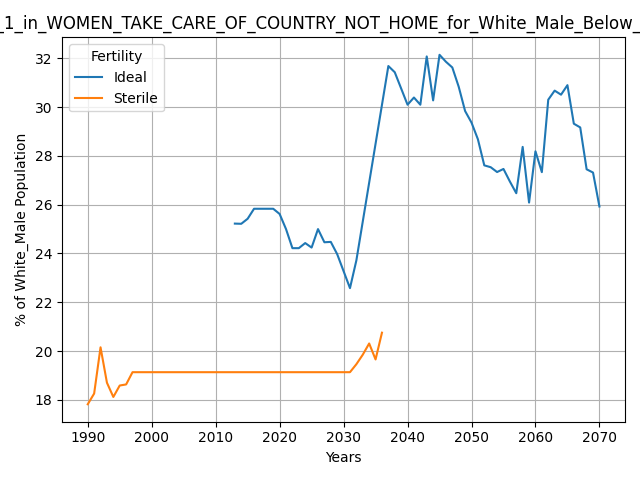 _1_in_WOMEN_TAKE_CARE_OF_COUNTRY_NOT_HOME_for_White_Male_Below_
Fertility
Ideal
Sterile
% of White_Male Population
32
30
28
26
24
22
20
18
1990 2000 2010 2020 2030 2040 2050 2060 2070
Years